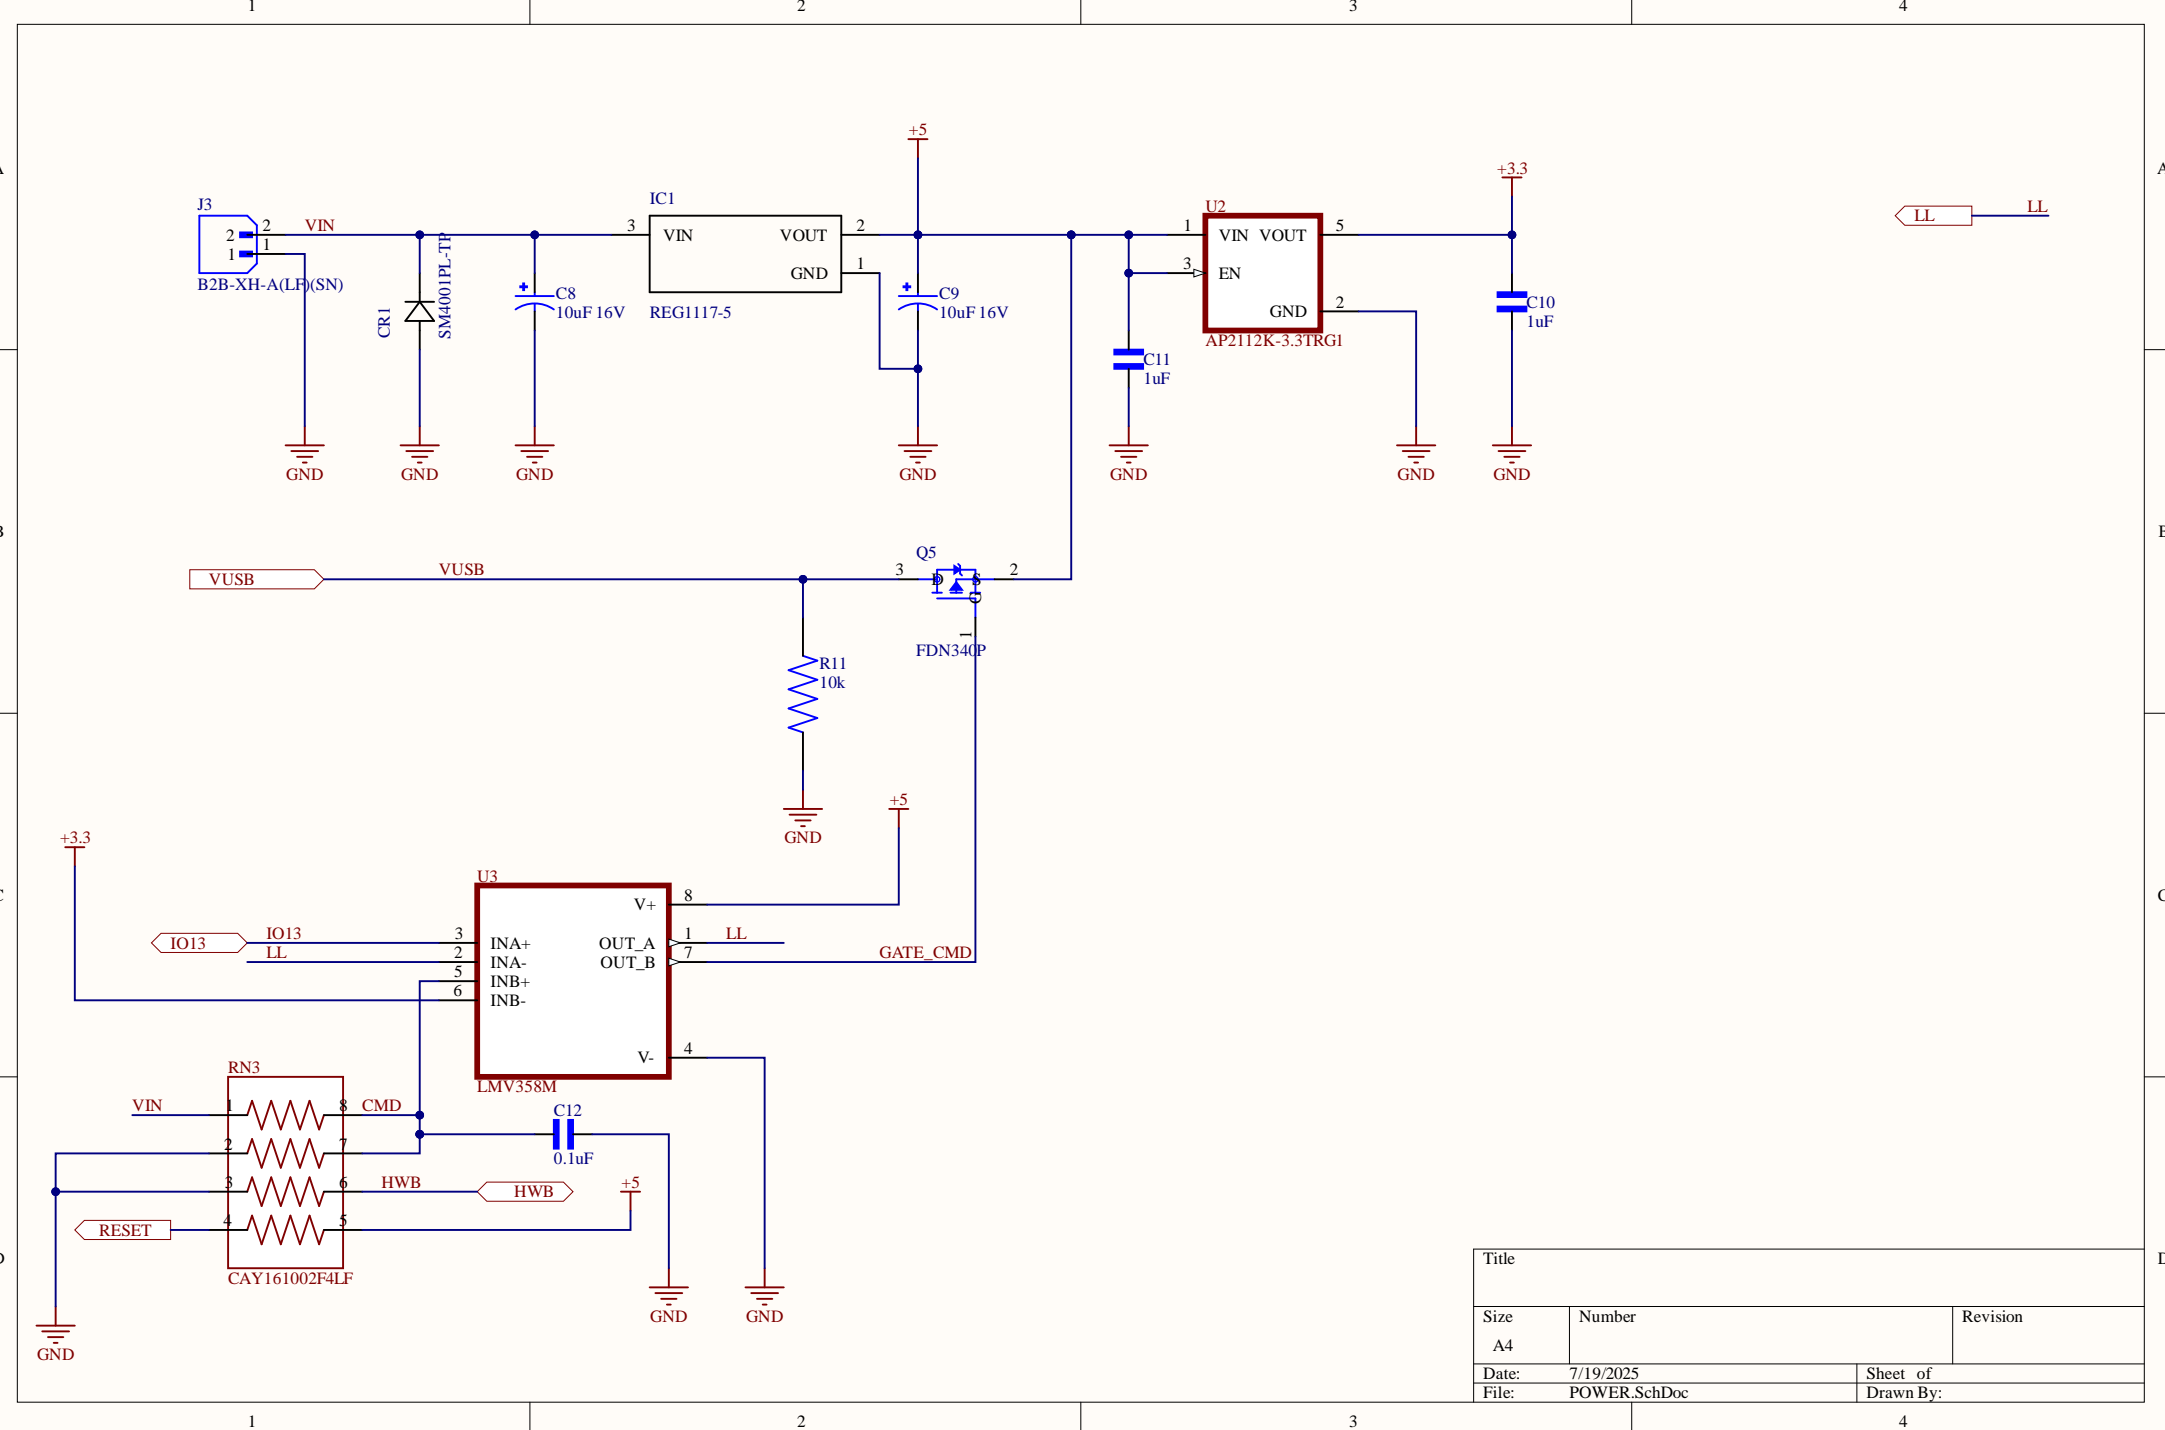 1 2 3 4
+5
+3.3
A A
J3
IC1
U2
2 VIN
2
1
1
B2B-XH-A(LF)(SN)
CR1
SM4001PL-TP
C8
10uF 16V
3 VIN VOUT 2
GND 1
REG1117-5
C9
10uF 16V
1 VIN VOUT 5
3 EN
GND 2
AP2112K-3.3TRG1
C10
1uF
C11
1uF
LL LL
GND GND GND GND GND GND GND
B
VUSB VUSB
Q5
3 D S 2
G
1
FDN340P
R11
10k
GND
+5
+3.3
U3
V+ 8
IO13 IO13 3 INA+ OUT_A 1 LL
LL 2 INA- OUT_B 7 GATE_CMD
5 INB+
6 INB-
V- 4
LMV358M
C C
RN3
VIN 1 8 CMD
2 7
3 6 HWB HWB
RESET 4 5
+5
CAY161002F4LF
C12
0.1uF
GND GND
GND
D D
Title
Size Number Revision
A4
Date: 7/19/2025 Sheet of
File: POWER.SchDoc Drawn By:
1 2 3 4